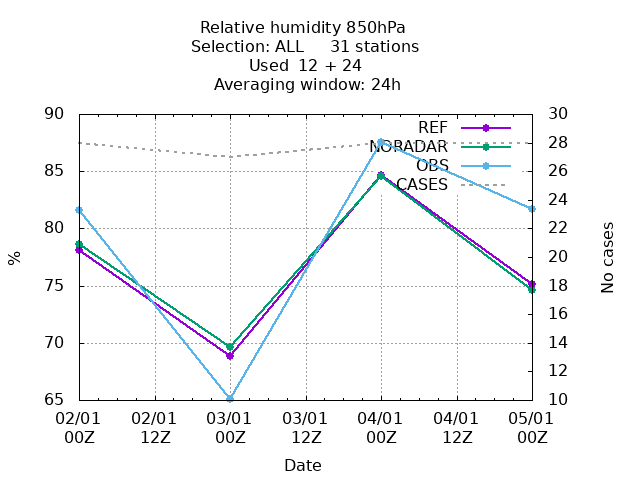 Relative humidity 850hPa
Selection: ALL 31 stations
Used 12 + 24
Averaging window: 24h
90
85
80
75
70
65
%
30
28
26
24
22
20
18
16
14
12
10
No cases
REF
NORADAR
OBS
CASES
02/01 02/01 03/01 03/01 04/01 04/01 05/01
00Z 12Z 00Z 12Z 00Z 12Z 00Z
Date